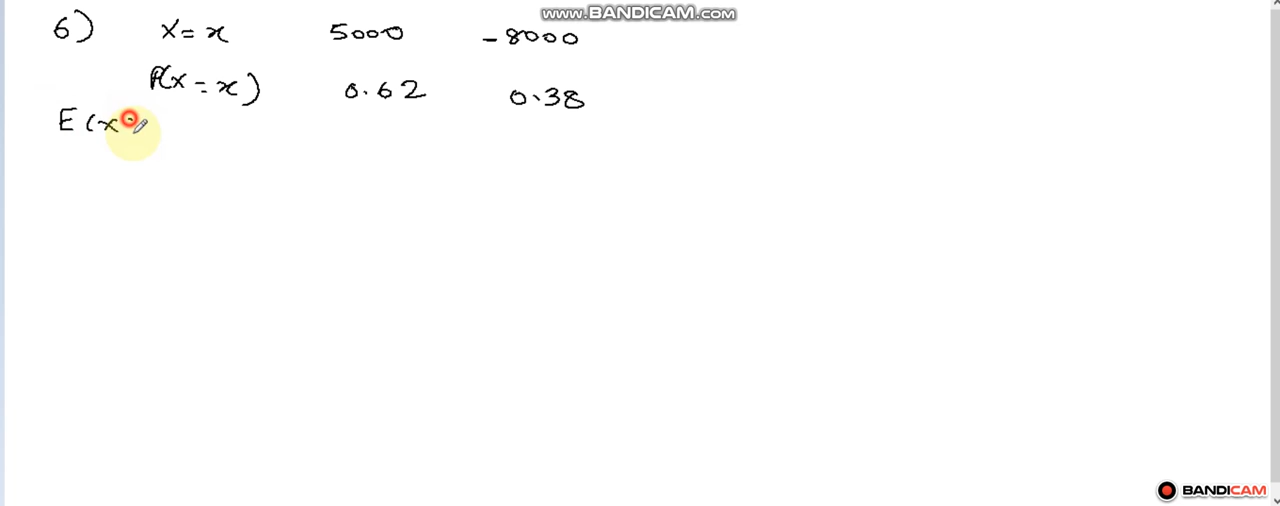 www.BANDICAM.com
6) X = x 5000 - 8000
P(X = x) 0.62 0.38
E (x
BANDICAM